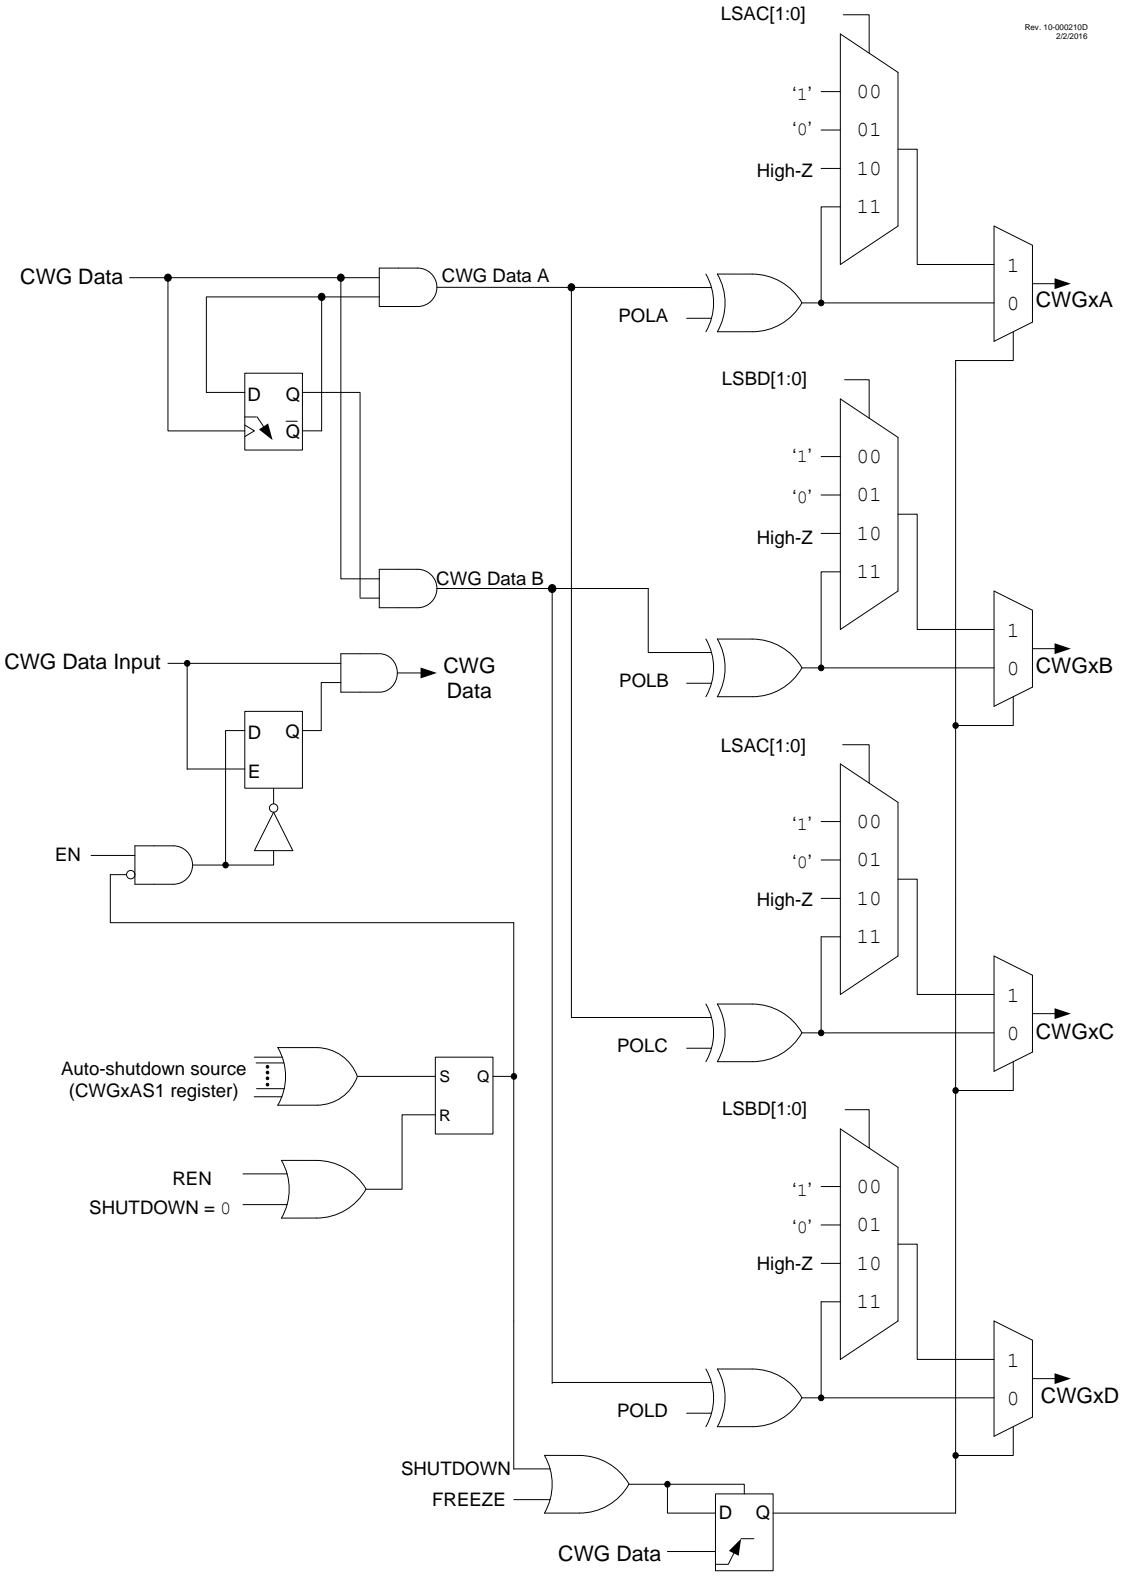 LSAC[1:0]
Rev. 10-000210D
2/2/2016
‘1’ 00
‘0’ 01
High-Z 10
11
CWG Data
CWG Data A
POLA
1
0
CWGxA
D Q
Q
LSBD[1:0]
‘1’ 00
‘0’ 01
High-Z 10
11
CWG Data B
POLB
1
0
CWGxB
CWG Data Input
CWG
Data
D Q
E
EN
LSAC[1:0]
‘1’ 00
‘0’ 01
High-Z 10
11
POLC
1
0
CWGxC
Auto-shutdown source
(CWGxAS1 register)
S Q
R
REN
SHUTDOWN = 0
LSBD[1:0]
‘1’ 00
‘0’ 01
High-Z 10
11
POLD
1
0
CWGxD
SHUTDOWN
FREEZE
D Q
CWG Data